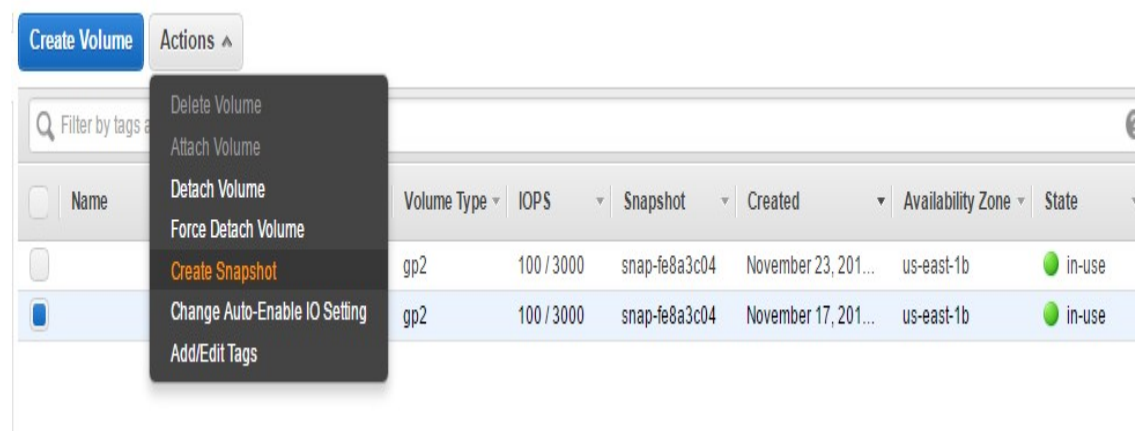 Create Volume Actions
Delete Volume
Filter by tags a
Attach Volume
Detach Volume
Name Volume Type IOPS Snapshot Created Availability Zone State
Force Detach Volume
Create Snapshot
gp2 100 / 3000 snap-fe8a3c04 November 23, 201... us-east-1b in-use
Change Auto-Enable IO Setting
gp2 100 / 3000 snap-fe8a3c04 November 17, 201... us-east-1b in-use
Add/Edit Tags